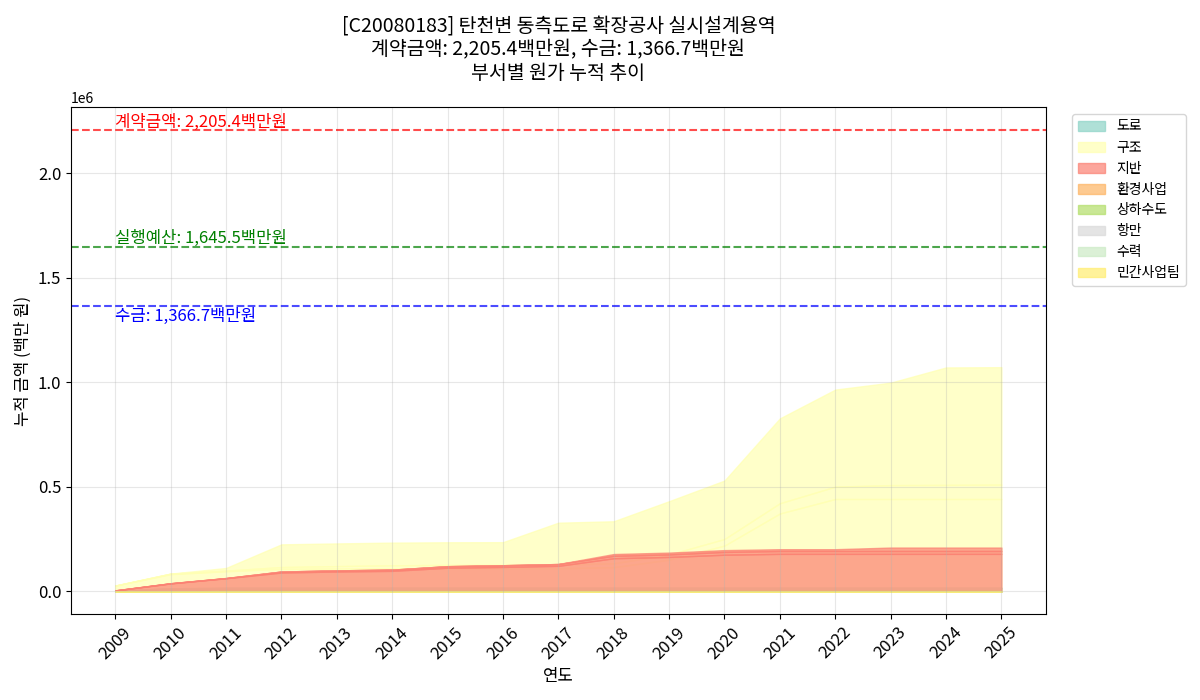 [C20080183] 탄천변 동측도로 확장공사 실시설계용역
계약금액: 2,205.4백만원, 수금: 1,366.7백만원
부서별 원가 누적 추이
1e6
계약금액: 2,205.4백만원
실행예산: 1,645.5백만원
수금: 1,366.7백만원
2.0
1.5
1.0
0.5
0.0
누적 금액 (백만 원)
2009
2010
2011
2012
2013
2014
2015
2016
2017
2018
2019
2020
2021
2022
2023
2024
2025
연도
도로
구조
지반
환경사업
상하수도
항만
수력
민간사업팀